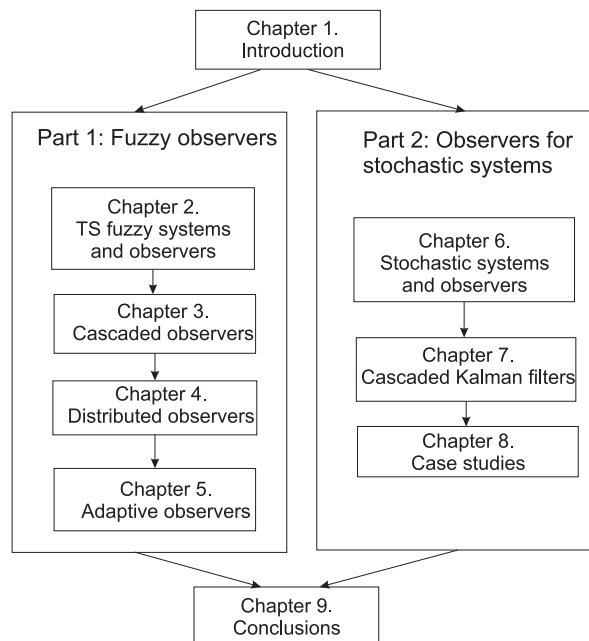 Chapter 1.
Introduction
Part 1: Fuzzy observers
Chapter 2.
TS fuzzy systems
and observers
Chapter 3.
Cascaded observers
Chapter 4.
Distributed observers
Chapter 5.
Adaptive observers
Part 2: Observers for
stochastic systems
Chapter 6.
Stochastic systems
and observers
Chapter 7.
Cascaded Kalman filters
Chapter 8.
Case studies
Chapter 9.
Conclusions